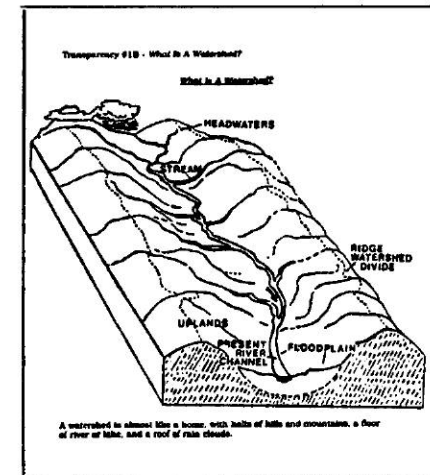 Transparency #1B - What Is A Watershed?
What Is A Watershed?
HEADWATERS
STREAM
RIDGE
WATERSHED
DIVIDE
UPLANDS
PRESENT
RIVER
CHANNEL
FLOODPLAIN
A watershed is almost like a home, with halls of hills and mountains, a floor
of river of lake, and a roof of rain clouds.